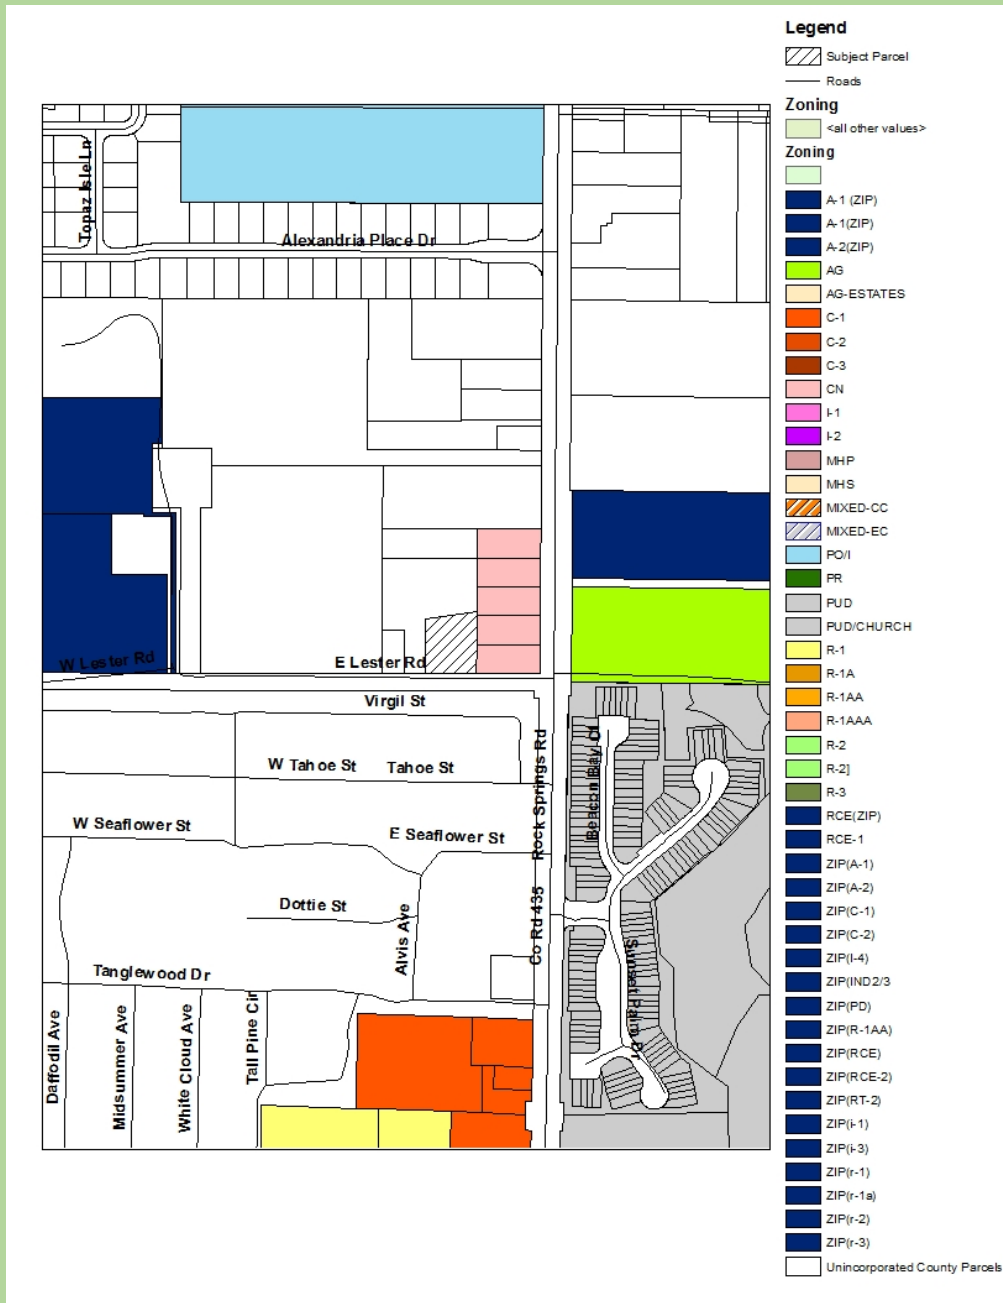 Legend
Subject Parcel
Roads
Zoning
<all other values>
Zoning
A-1 (ZIP)
A-1(ZIP)
A-2(ZIP)
AG
AG-ESTATES
C-1
C-2
C-3
CN
I-1
I-2
MHP
MHS
MIXED-CC
MIXED-EC
PO/I
PR
PUD
PUD/CHURCH
R-1
R-1A
R-1AA
R-1AAA
R-2
R-2]
R-3
RCE(ZIP)
RCE-1
ZIP(A-1)
ZIP(A-2)
ZIP(C-1)
ZIP(C-2)
ZIP(I-4)
ZIP(IND2/3
ZIP(PD)
ZIP(R-1AA)
ZIP(RCE)
ZIP(RCE-2)
ZIP(RT-2)
ZIP(i-1)
ZIP(i-3)
ZIP(r-1)
ZIP(r-1a)
ZIP(r-2)
ZIP(r-3)
Unincorporated County Parcels
Topaz Isle Ln
Alexandria Place Dr
W Lester Rd
E Lester Rd
Virgil St
W Tahoe St
Tahoe St
W Seaflower St
E Seaflower St
Dottie St
Tanglewood Dr
Alvis Ave
Co Rd 435
Rock Springs Rd
Beacon Bay Ct
Sunset Palm Dr
Daffodil Ave
Midsummer Ave
White Cloud Ave
Tall Pine Cir